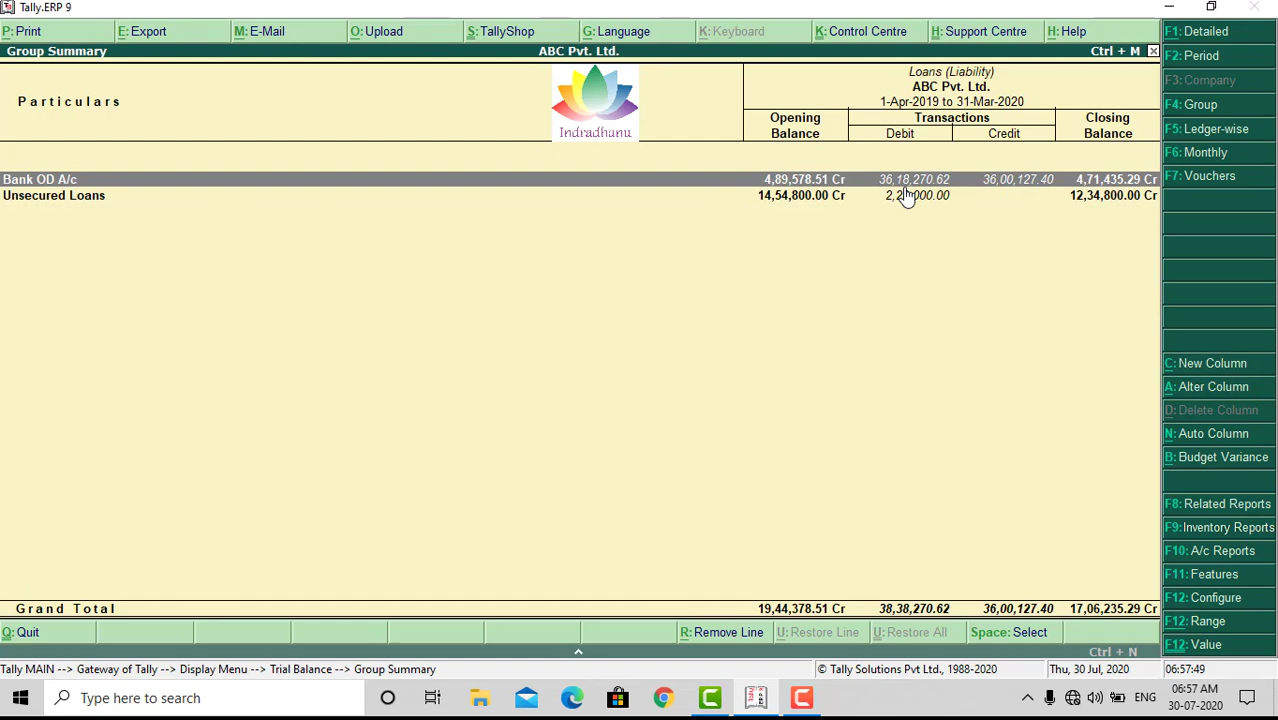 Tally.ERP 9
P: Print E: Export M: E-Mail O: Upload S: TallyShop G: Language K: Keyboard K: Control Centre H: Support Centre H: Help
Group Summary ABC Pvt. Ltd. Ctrl + M
Particulars
Indradhanu
Loans (Liability)
ABC Pvt. Ltd.
1-Apr-2019 to 31-Mar-2020
Opening Balance Transactions Closing Balance
Debit Credit
Bank OD A/c 4,89,578.51 Cr 36,18,270.62 36,00,127.40 4,71,435.29 Cr
Unsecured Loans 14,54,800.00 Cr 12,34,800.00 Cr
Grand Total 19,44,378.51 Cr 38,38,270.62 36,00,127.40 17,06,235.29 Cr
F1: Detailed
F2: Period
F3: Company
F4: Group
F5: Ledger-wise
F6: Monthly
F7: Vouchers
C: New Column
A: Alter Column
D: Delete Column
N: Auto Column
B: Budget Variance
F8: Related Reports
F9: Inventory Reports
F10: A/c Reports
F11: Features
F12: Configure
F12: Range
F12: Value
Q: Quit R: Remove Line U: Restore Line U: Restore All Space: Select
Ctrl + N
Tally MAIN --> Gateway of Tally --> Display Menu --> Trial Balance --> Group Summary © Tally Solutions Pvt Ltd., 1988-2020 Thu, 30 Jul, 2020 06:57:49
Type here to search ENG 06:57 AM
30-07-2020